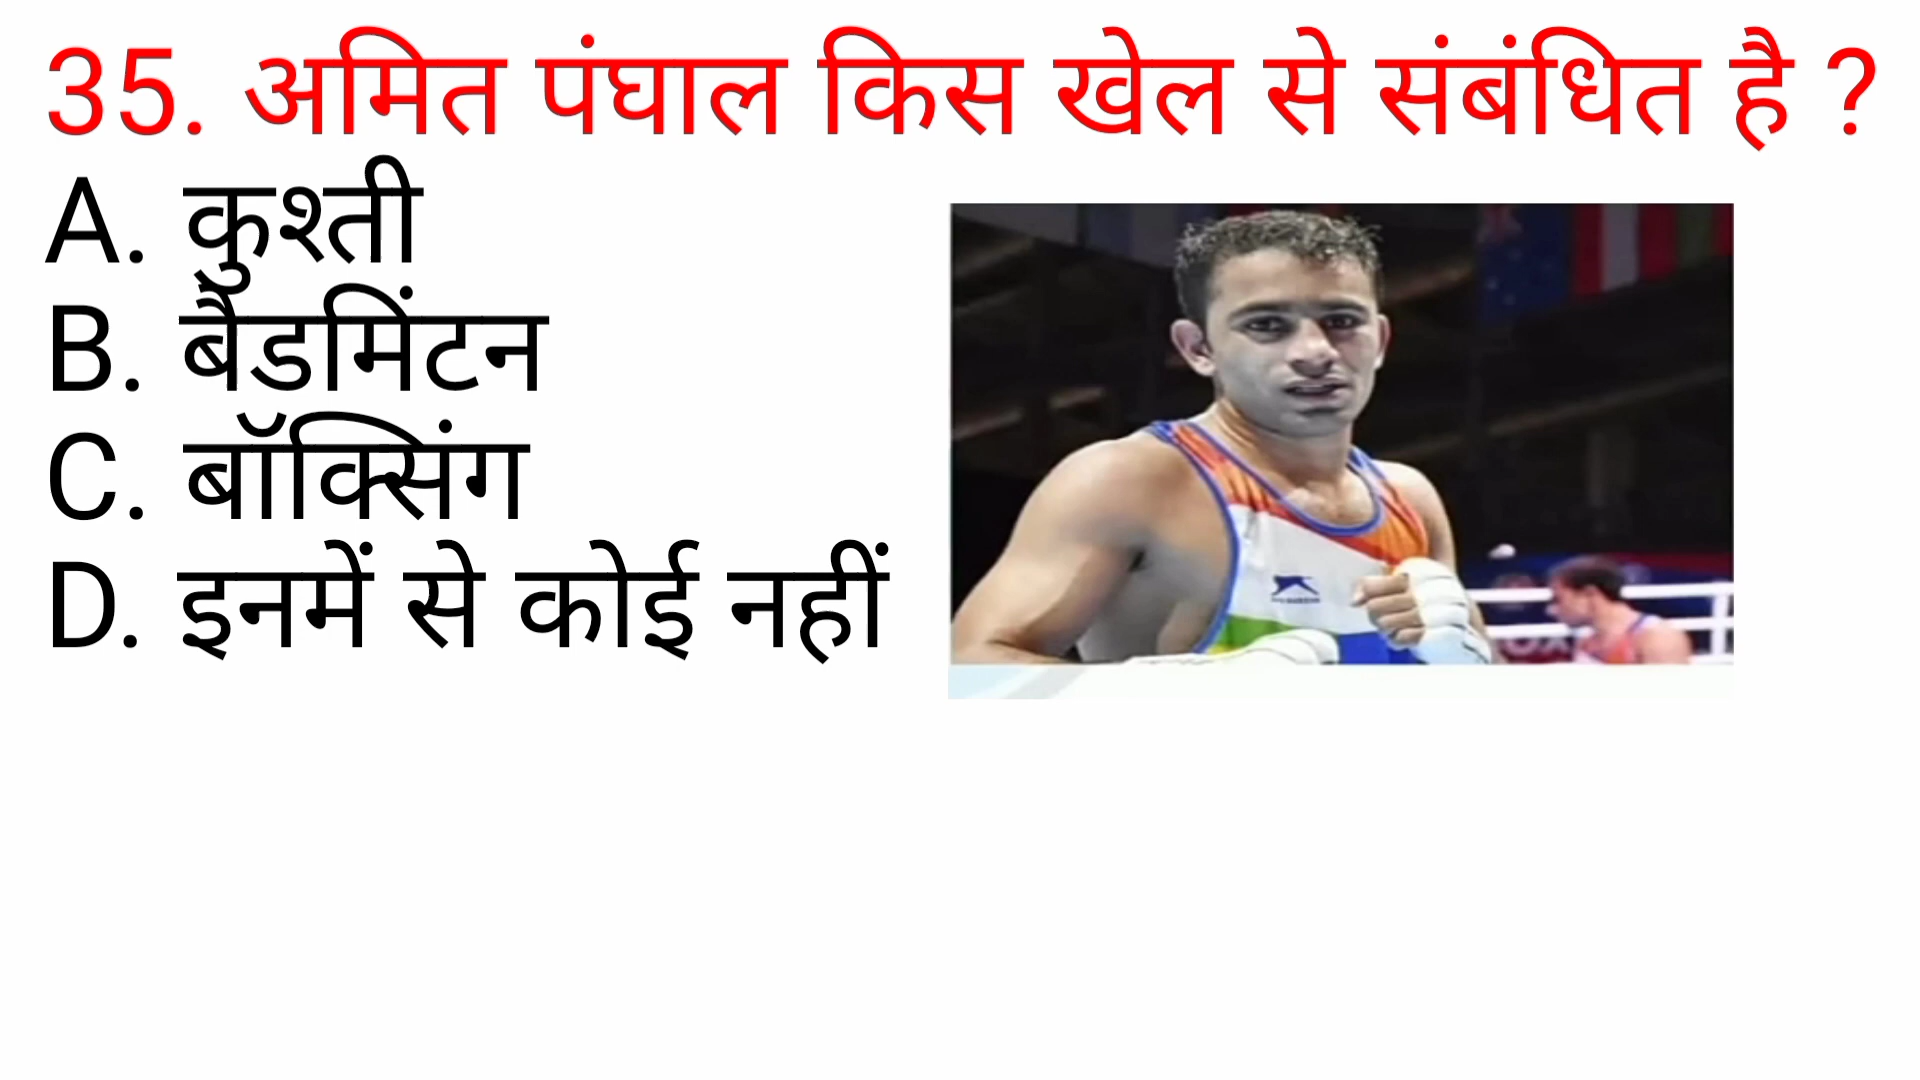 35. अमित पंघाल किस खेल से संबंधित है ?
A. कुश्ती
B. बैडमिंटन
C. बॉक्सिंग
D. इनमें से कोई नहीं